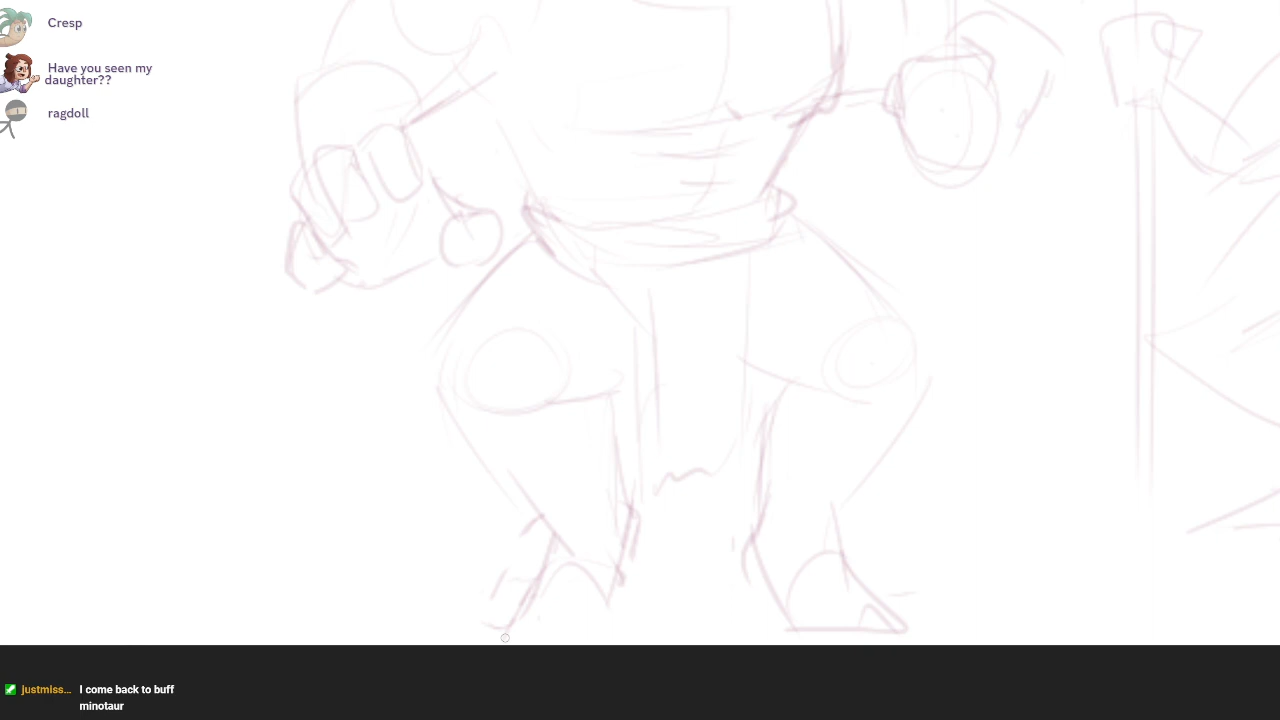 Cresp
Have you seen my
daughter??
ragdoll
justmiss... I come back to buff
minotaur